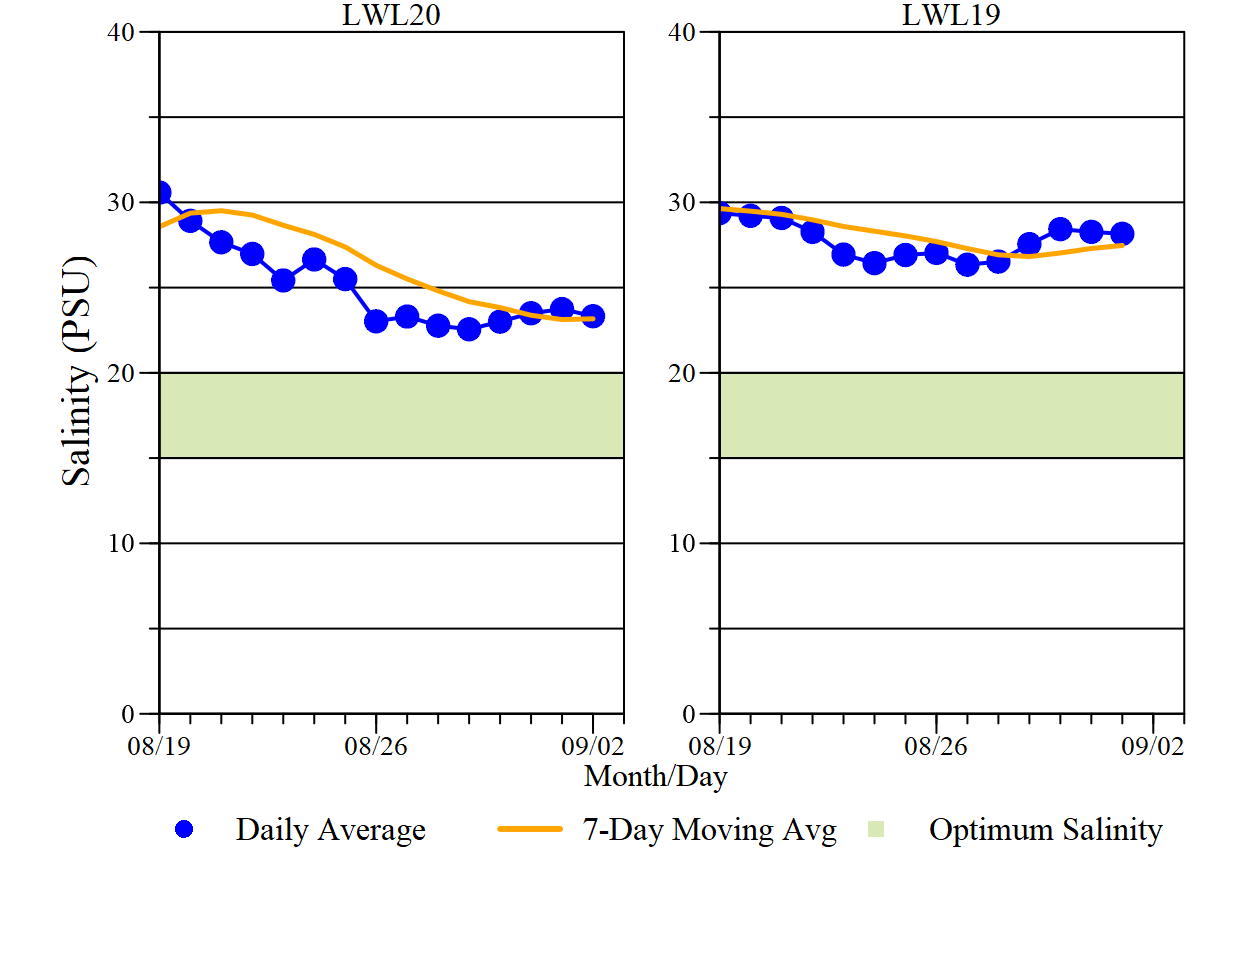 LWL20 LWL19
40 40
30 30
Salinity (PSU)
20 20
10 10
0 0
08/19 08/26 09/02 08/19 08/26 09/02
Month/Day
Daily Average 7-Day Moving Avg Optimum Salinity